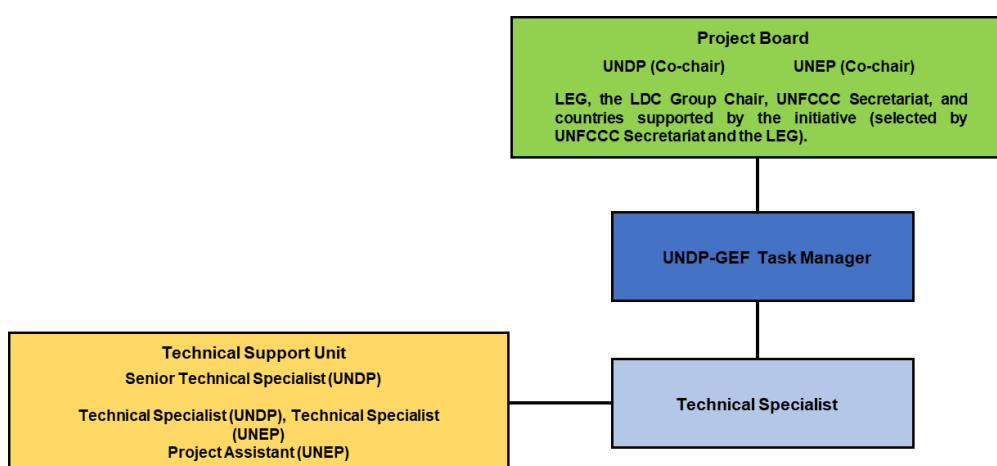 Project Board
UNDP (Co-chair) UNEP (Co-chair)
LEG, the LDC Group Chair, UNFCCC Secretariat, and
countries supported by the initiative (selected by
UNFCCC Secretariat and the LEG).
UNDP-GEF Task Manager
Technical Support Unit
Senior Technical Specialist (UNDP)
Technical Specialist (UNDP), Technical Specialist
(UNEP)
Project Assistant (UNEP)
Technical Specialist